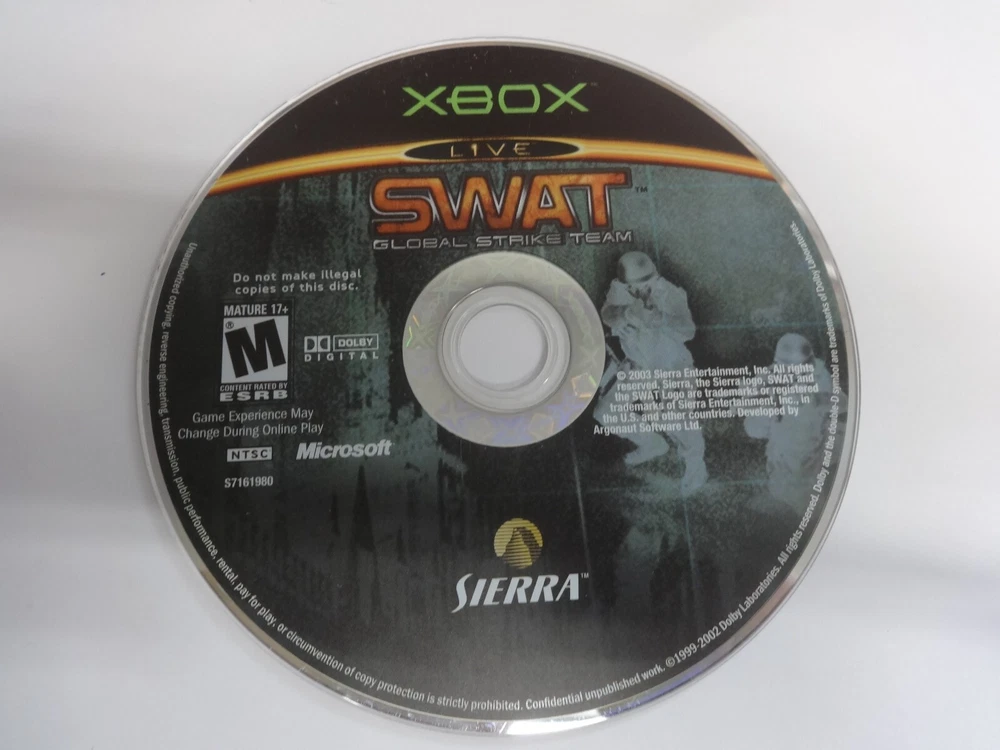 XBOX™
LIVE
SWAT™
GLOBAL STRIKE TEAM
Do not make illegal
copies of this disc.
MATURE 17+
M®
CONTENT RATED BY
ESRB
DOLBY
DIGITAL
Game Experience May
Change During Online Play
NTSC
Microsoft
S7161980
© 2003 Sierra Entertainment, Inc. All rights
reserved. Sierra, the Sierra logo, SWAT and
the SWAT Logo are trademarks or registered
trademarks of Sierra Entertainment, Inc., in
the U.S. and other countries. Developed by
Argonaut Software Ltd.
SIERRA™
Unauthorized copying, reverse engineering, transmission, public performance, rental, pay for play, or circumvention of copy protection is strictly prohibited. Confidential unpublished work. ©1999-2002 Dolby Laboratories. All rights reserved. Dolby and the double-D symbol are trademarks of Dolby Laboratories.